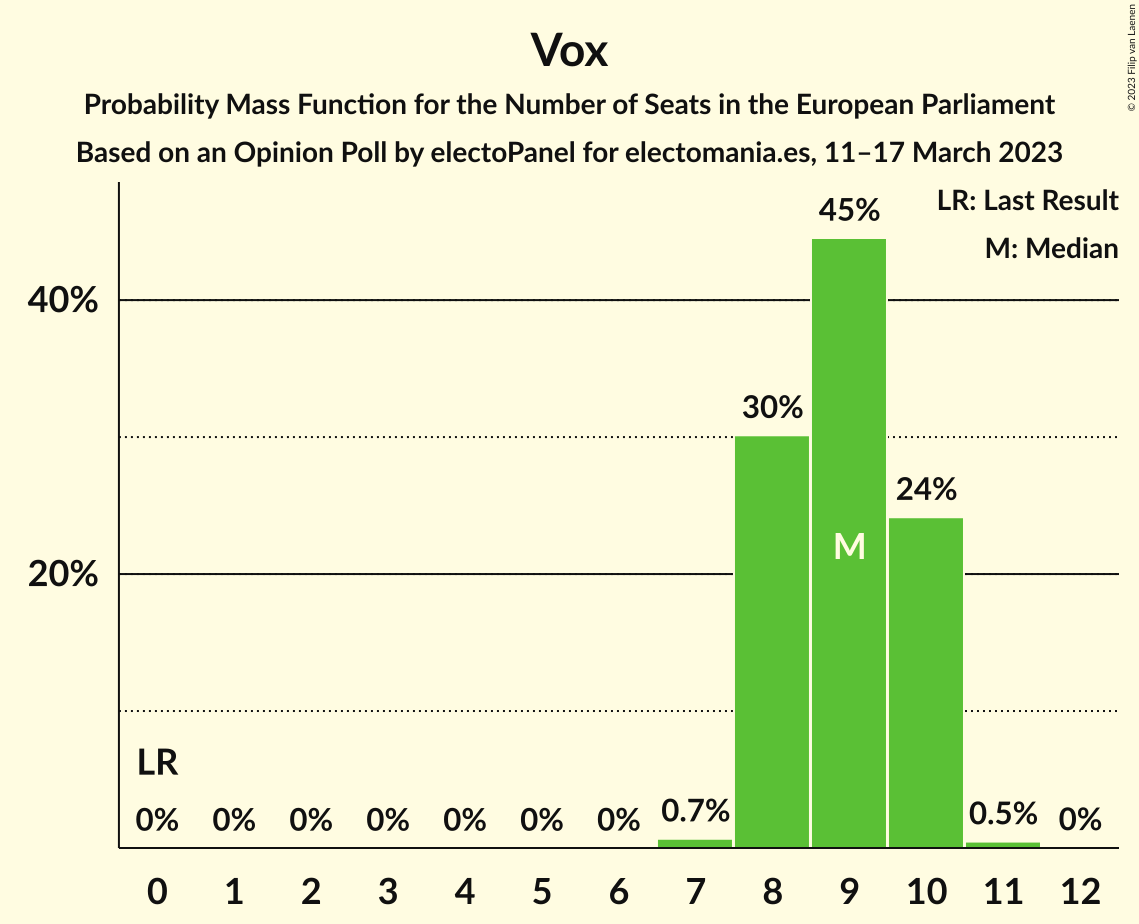 Vox
Probability Mass Function for the Number of Seats in the European Parliament
Based on an Opinion Poll by electoPanel for electomania.es, 11–17 March 2023
© 2023 Filip van Laenen
LR: Last Result
M: Median
45%
40%
30%
24%
M
20%
LR
0% 0% 0% 0% 0% 0% 0% 0.7% 0.5% 0%
0 1 2 3 4 5 6 7 8 9 10 11 12